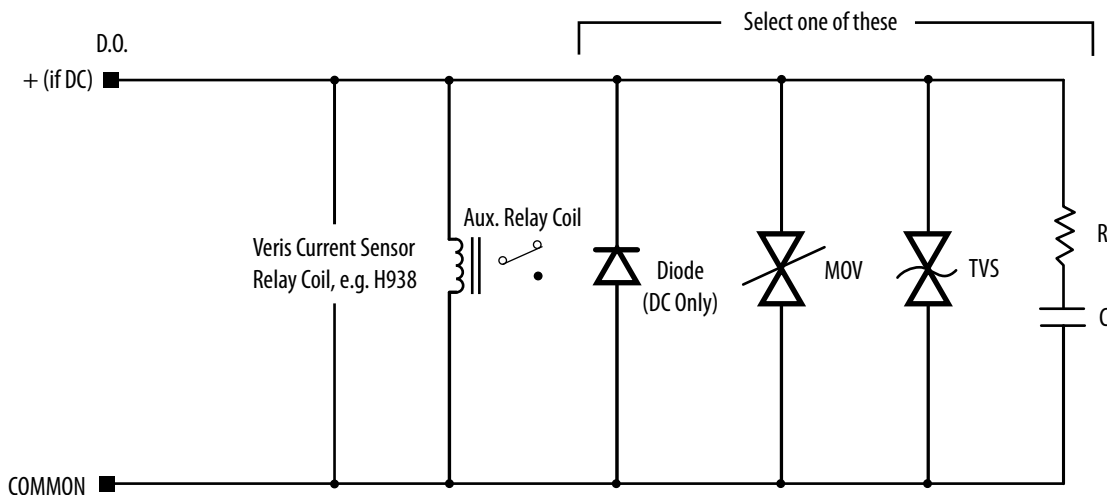 Select one of these
D.O.
+ (if DC)
Aux. Relay Coil
Veris Current Sensor
Relay Coil, e.g. H938
Diode
(DC Only)
MOV
TVS
R
C
COMMON